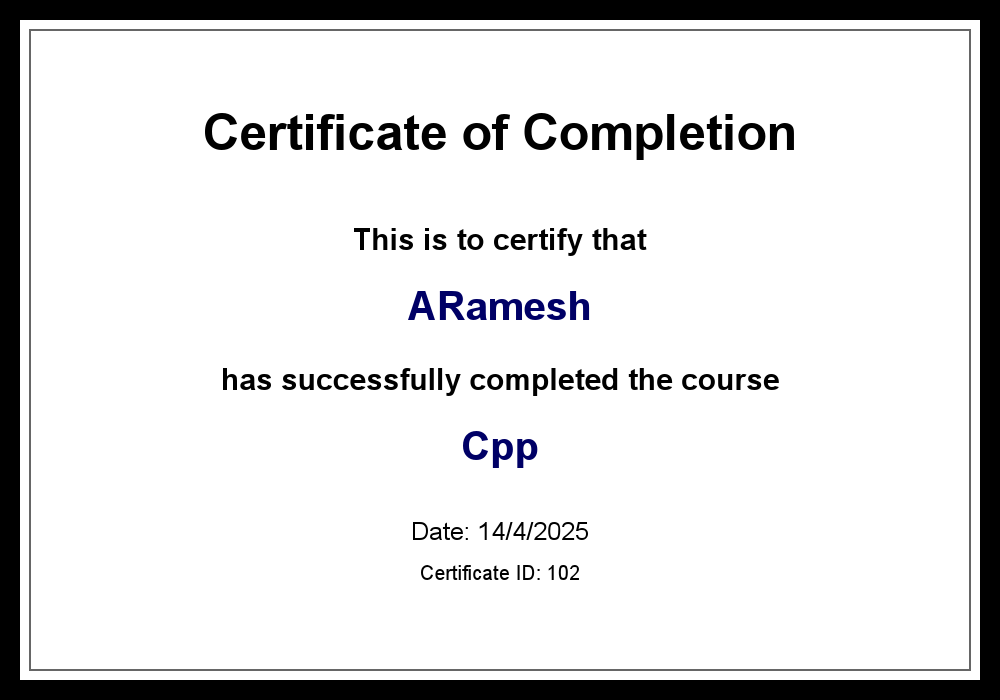 Certificate of Completion
This is to certify that
ARamesh
has successfully completed the course
Cpp
Date: 14/4/2025
Certificate ID: 102